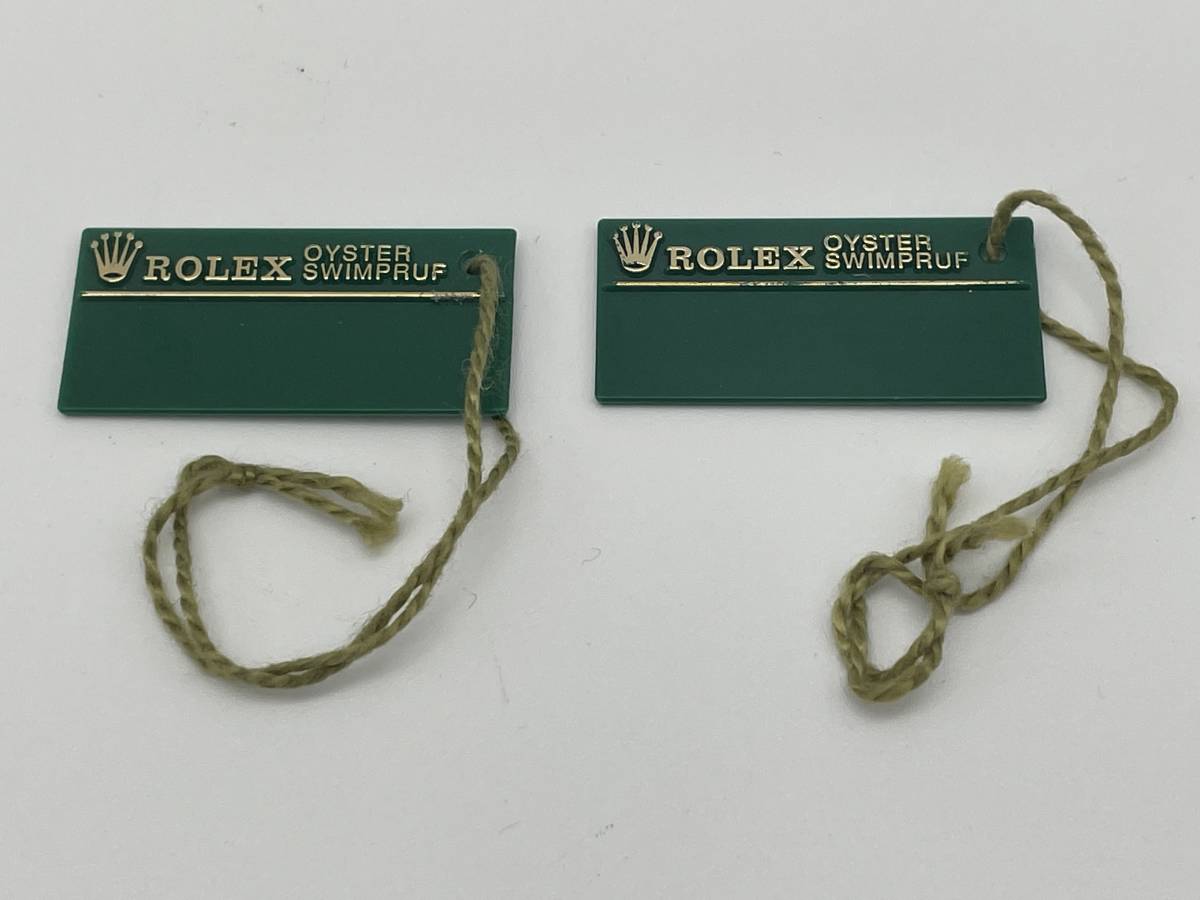 ROLEX OYSTER
SWIMPRUF
ROLEX OYSTER
SWIMPRUF